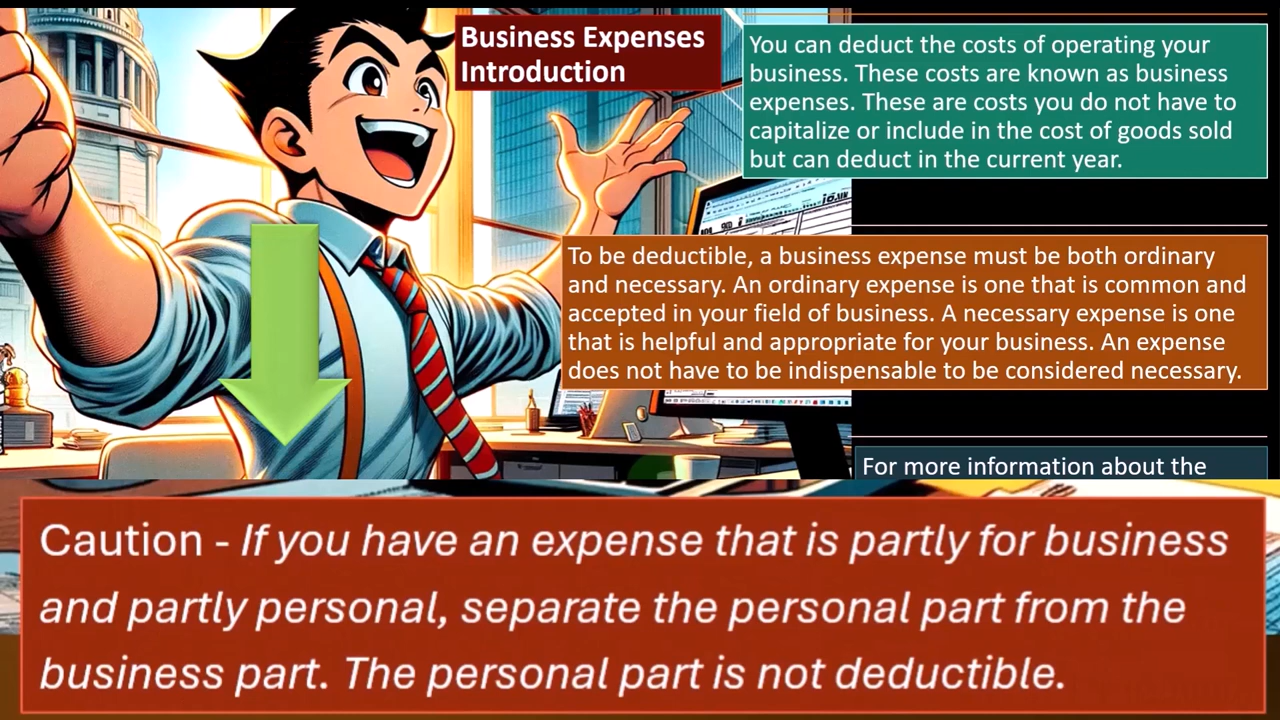 Business Expenses
Introduction
You can deduct the costs of operating your
business. These costs are known as business
expenses. These are costs you do not have to
capitalize or include in the cost of goods sold
but can deduct in the current year.
To be deductible, a business expense must be both ordinary
and necessary. An ordinary expense is one that is common and
accepted in your field of business. A necessary expense is one
that is helpful and appropriate for your business. An expense
does not have to be indispensable to be considered necessary.
For more information about the
Caution - If you have an expense that is partly for business
and partly personal, separate the personal part from the
business part. The personal part is not deductible.